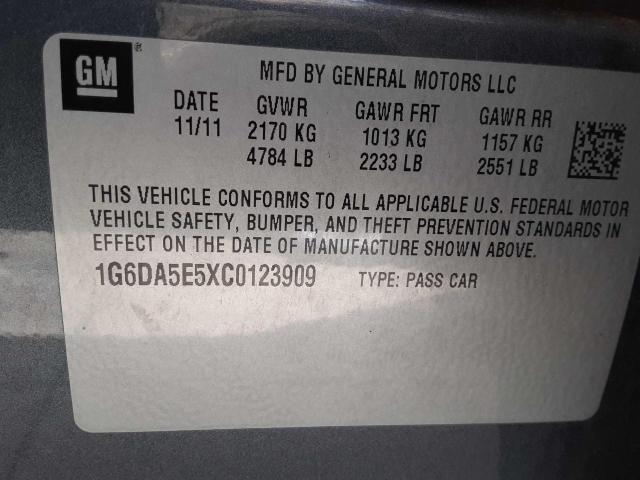 GM ®
MFD BY GENERAL MOTORS LLC
DATE GVWR GAWR FRT GAWR RR
11/11 2170 KG 1013 KG 1157 KG
4784 LB 2233 LB 2551 LB
THIS VEHICLE CONFORMS TO ALL APPLICABLE U.S. FEDERAL MOTOR
VEHICLE SAFETY, BUMPER, AND THEFT PREVENTION STANDARDS IN
EFFECT ON THE DATE OF MANUFACTURE SHOWN ABOVE.
1G6DA5E5XC0123909 TYPE: PASS CAR